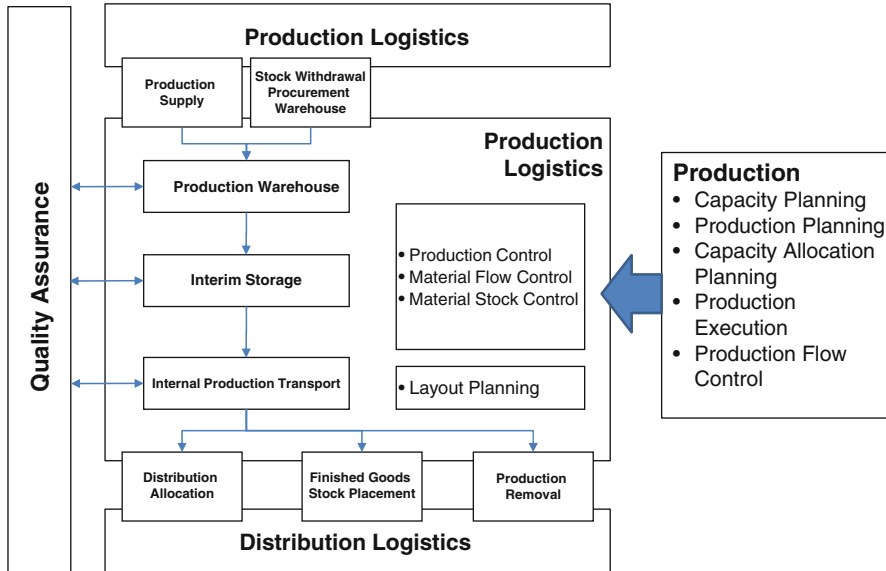 Production Logistics
Production
Supply
Stock Withdrawal
Procurement
Warehouse
Quality Assurance
Production
Logistics
Production Warehouse
Interim Storage
Internal Production Transport
• Production Control
• Material Flow Control
• Material Stock Control
• Layout Planning
Production
• Capacity Planning
• Production Planning
• Capacity Allocation
Planning
• Production
Execution
• Production Flow
Control
Distribution
Allocation
Finished Goods
Stock Placement
Production
Removal
Distribution Logistics